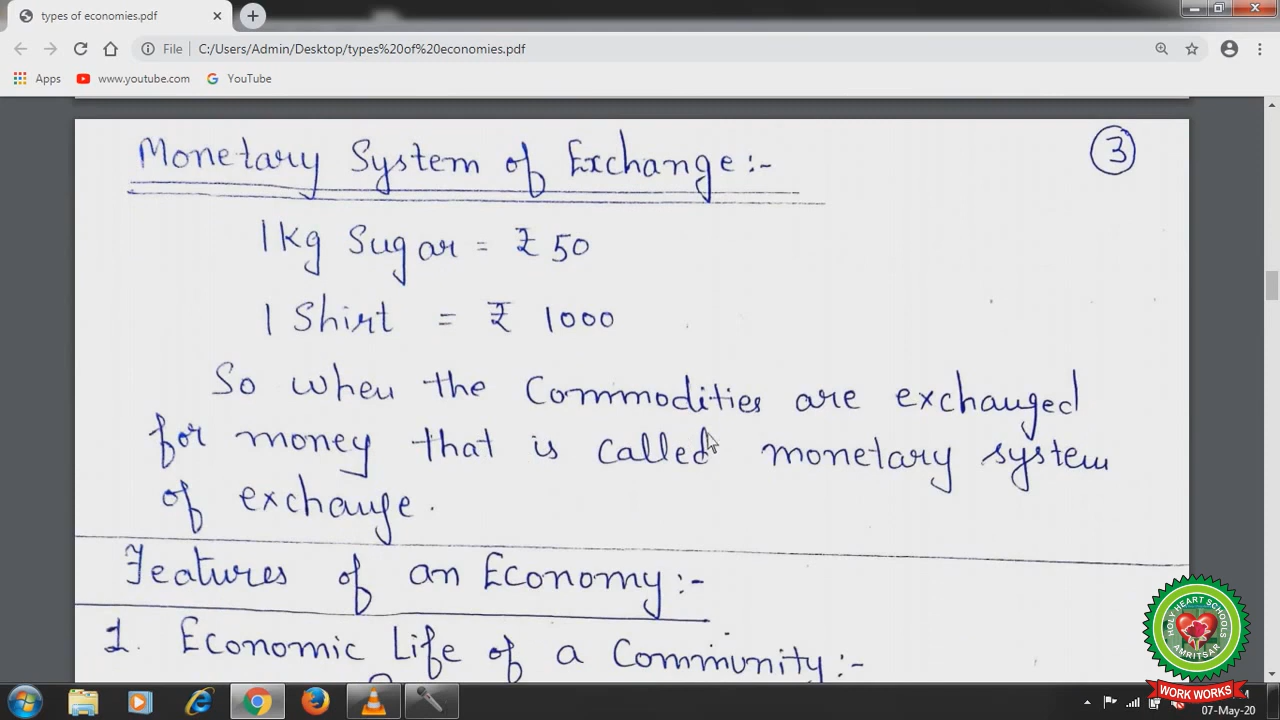 types of economies.pdf
File
C:/Users/Admin/Desktop/types%20of%20economies.pdf
Apps
www.youtube.com
YouTube
Monetary System of Exchange:-
3
1kg Sugar = ₹ 50
1 Shirt = ₹ 1000
So when the Commodities are exchanged
for money that is called monetary system
of exchange.
Features of an Economy:-
1. Economic Life of a Community:-
HOLY HEART SCHOOLS
AMRITSAR
WORK WORKS
07-May-20